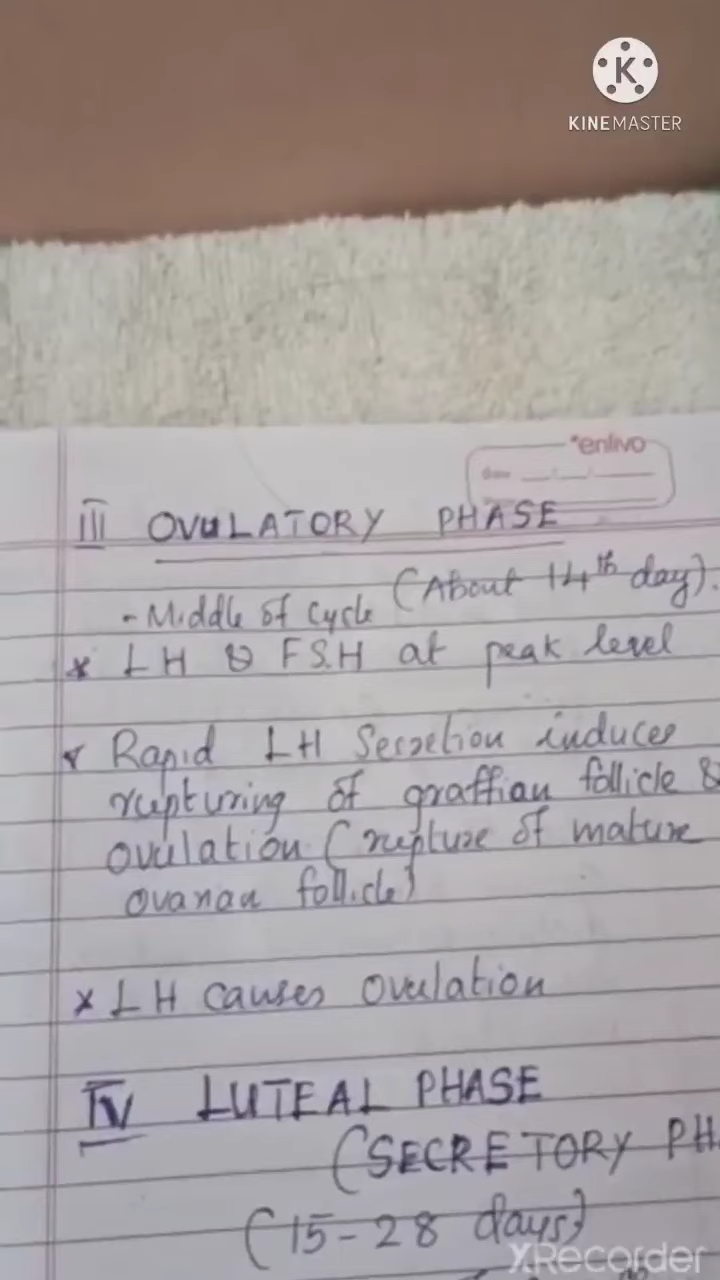 K
KINEMASTER
enlivo
III OVULATORY PHASE
- Middle of cycle (About 14th day).
* LH & FSH at peak level
* Rapid LH Secretion induces
rupturing of graffian follicle &
ovulation (rupture of mature
ovarian follicle)
* LH causes Ovulation
IV LUTEAL PHASE
(SECRETORY PH
(15-28 days)
XRecorder